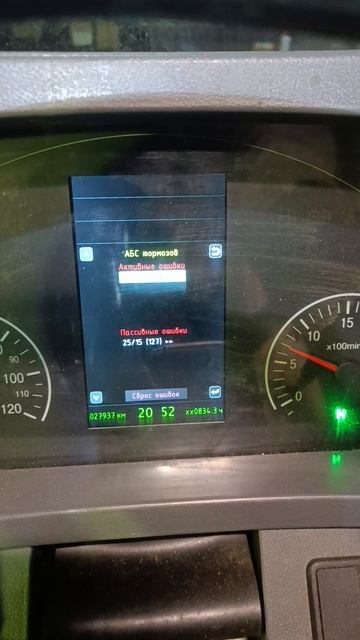 АБС тормозов
Активные ошибки
Пассивные ошибки
25/15 (127) ►►
Сброс ошибок
027937 км 20 52 xx0834.3 ч
90
100
110
120
15
10
x100min
5
0
N